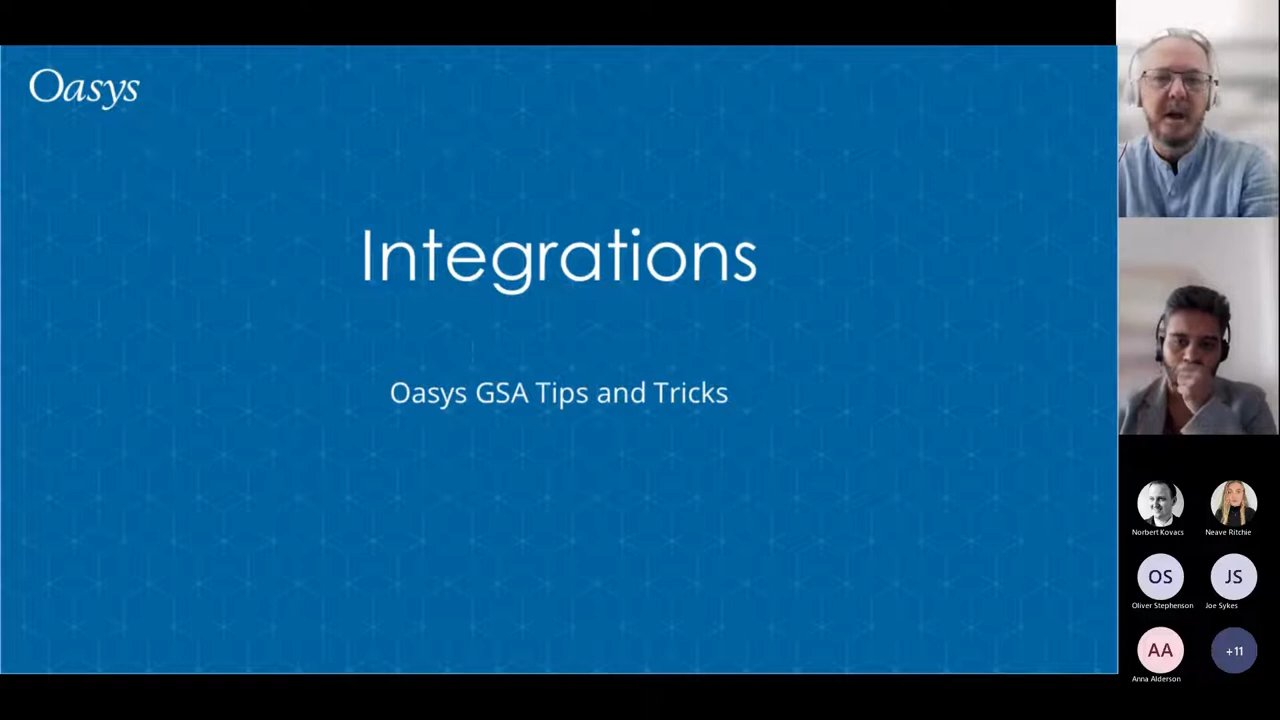 Oasys
Integrations
Oasys GSA Tips and Tricks
Norbert Kovacs
Neave Ritchie
OS
JS
Oliver Stephenson
Joe Sykes
AA
+11
Anna Alderson